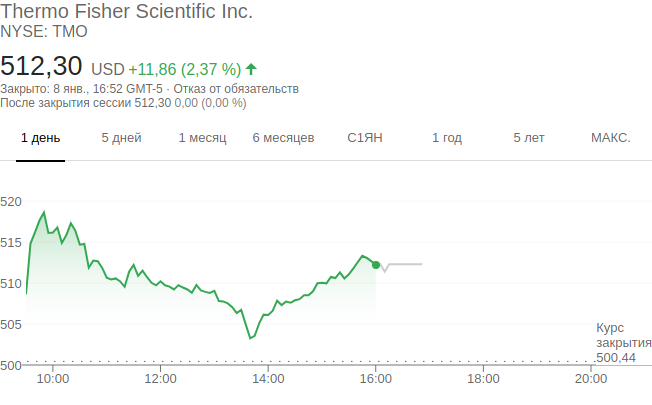 Thermo Fisher Scientific Inc.
NYSE: TMO
512,30 USD +11,86 (2,37 %)
Закрыто: 8 янв., 16:52 GMT-5 · Отказ от обязательств
После закрытия сессии 512,30 0,00 (0,00 %)
1 день 5 дней 1 месяц 6 месяцев С1ЯН 1 год 5 лет МАКС.
520
515
510
505
Курс
закрытия
500,44
500
10:00 12:00 14:00 16:00 18:00 20:00